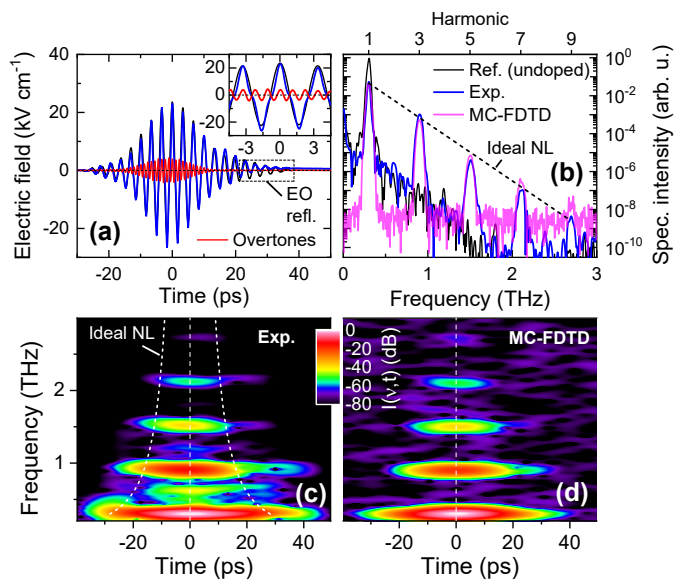 Harmonic
1 3 5 7 9
40
20
0
-20
Electric field (kV cm⁻¹)
20
0
-20
-3 0 3
EO
refl.
(a)
Overtones
-20 0 20 40
Time (ps)
Ref. (undoped)
Exp.
MC-FDTD
Ideal NL
(b)
10⁰
10⁻²
10⁻⁴
10⁻⁶
10⁻⁸
10⁻¹⁰
Spec. intensity (arb. u.)
0 1 2 3
Frequency (THz)
Ideal NL
Exp.
2
1
Frequency (THz)
(c)
-20 0 20 40
Time (ps)
0
-20
-40
-60
-80
I(ν,t) (dB)
MC-FDTD
(d)
-20 0 20 40
Time (ps)